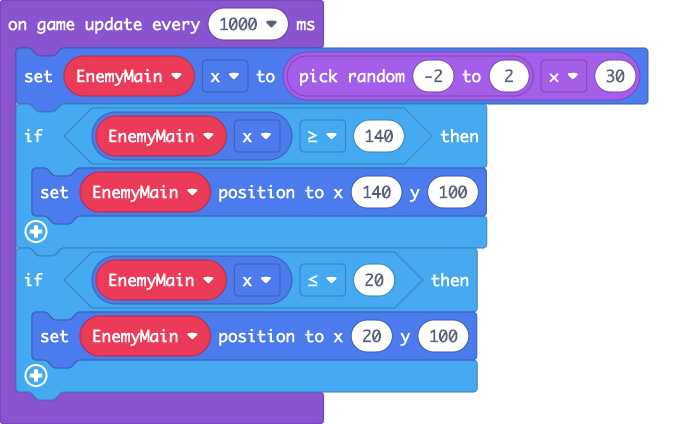 on game update every 1000 ms
set EnemyMain x to pick random -2 to 2 × 30
if EnemyMain x ≥ 140 then
set EnemyMain position to x 140 y 100
if EnemyMain x ≤ 20 then
set EnemyMain position to x 20 y 100